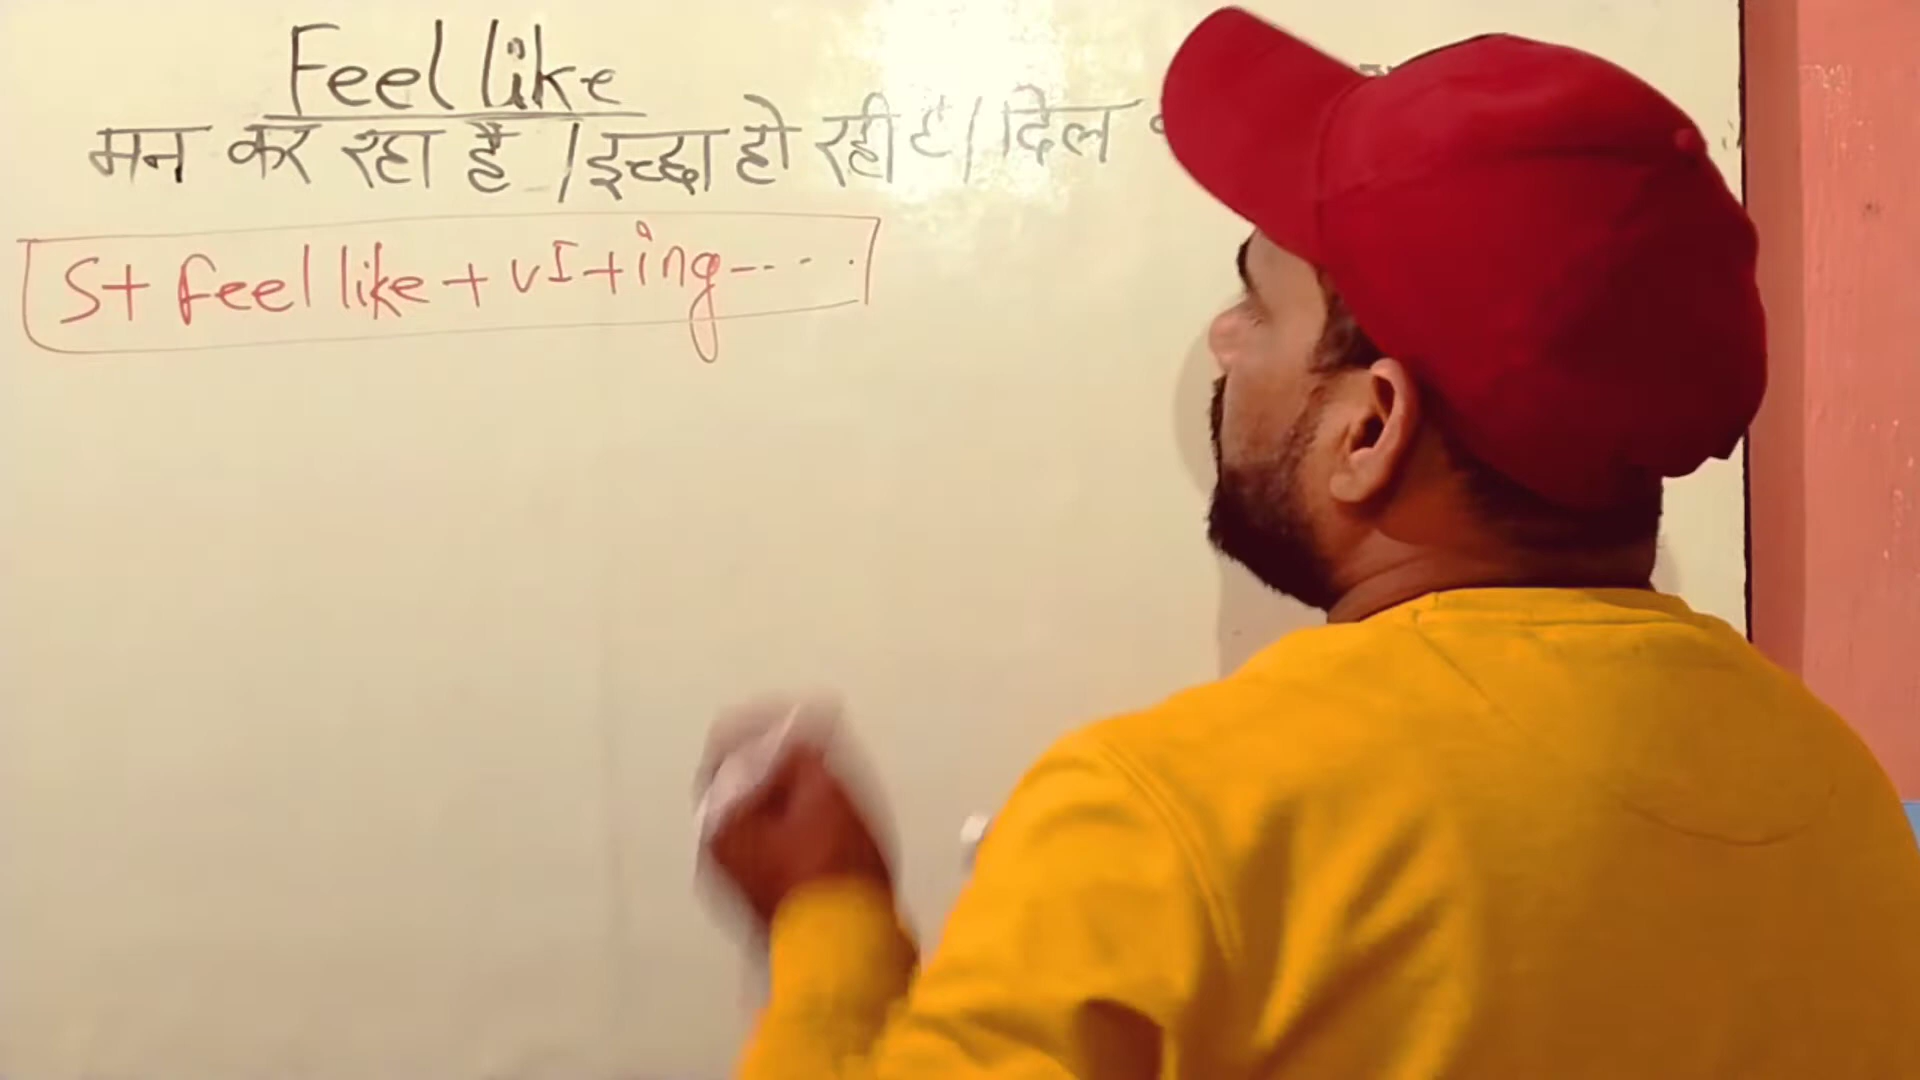 Feel like
मन कर रहा है / इच्छा हो रही है / दिल
S + feel like + v1 + ing -----